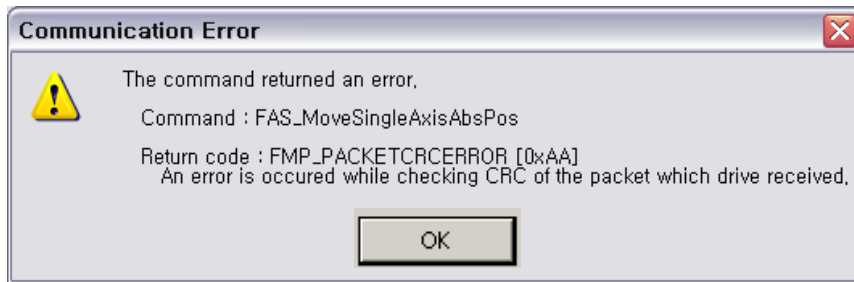 Communication Error
The command returned an error,
Command : FAS_MoveSingleAxisAbsPos
Return code : FMP_PACKETCRCERROR [0xAA]
An error is occured while checking CRC of the packet which drive received,
OK